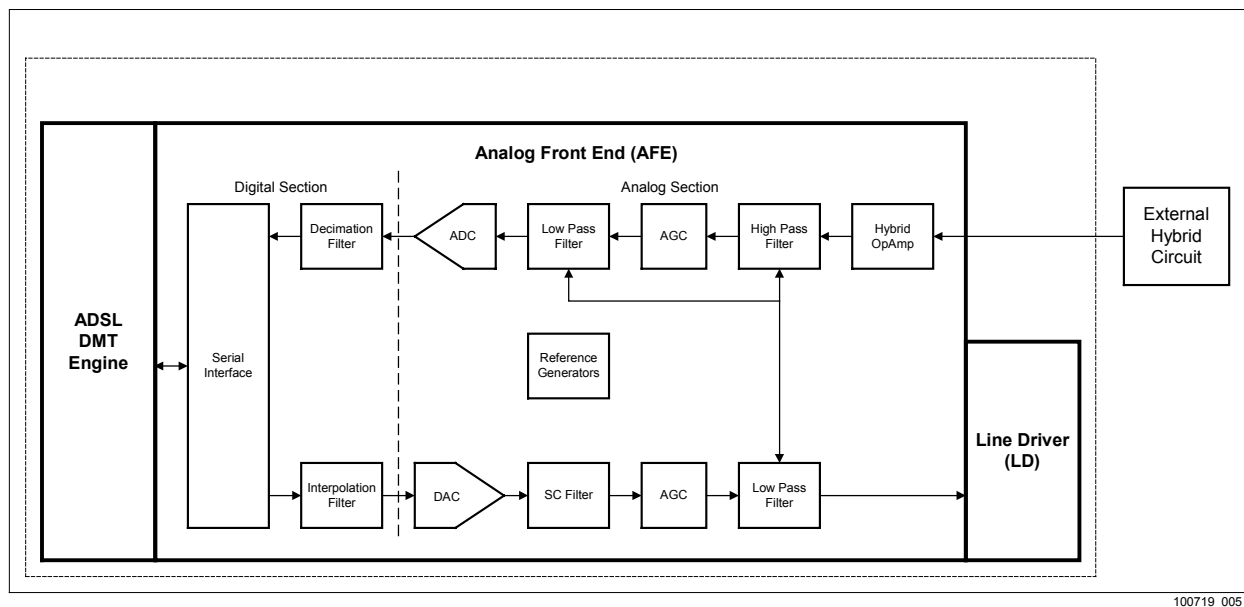 Analog Front End (AFE)
Digital Section
Analog Section
Decimation
Filter
ADC
Low Pass
Filter
AGC
High Pass
Filter
Hybrid
OpAmp
External
Hybrid
Circuit
ADSL
DMT
Engine
Serial
Interface
Reference
Generators
Line Driver
(LD)
Interpolation
Filter
DAC
SC Filter
AGC
Low Pass
Filter
100719_005